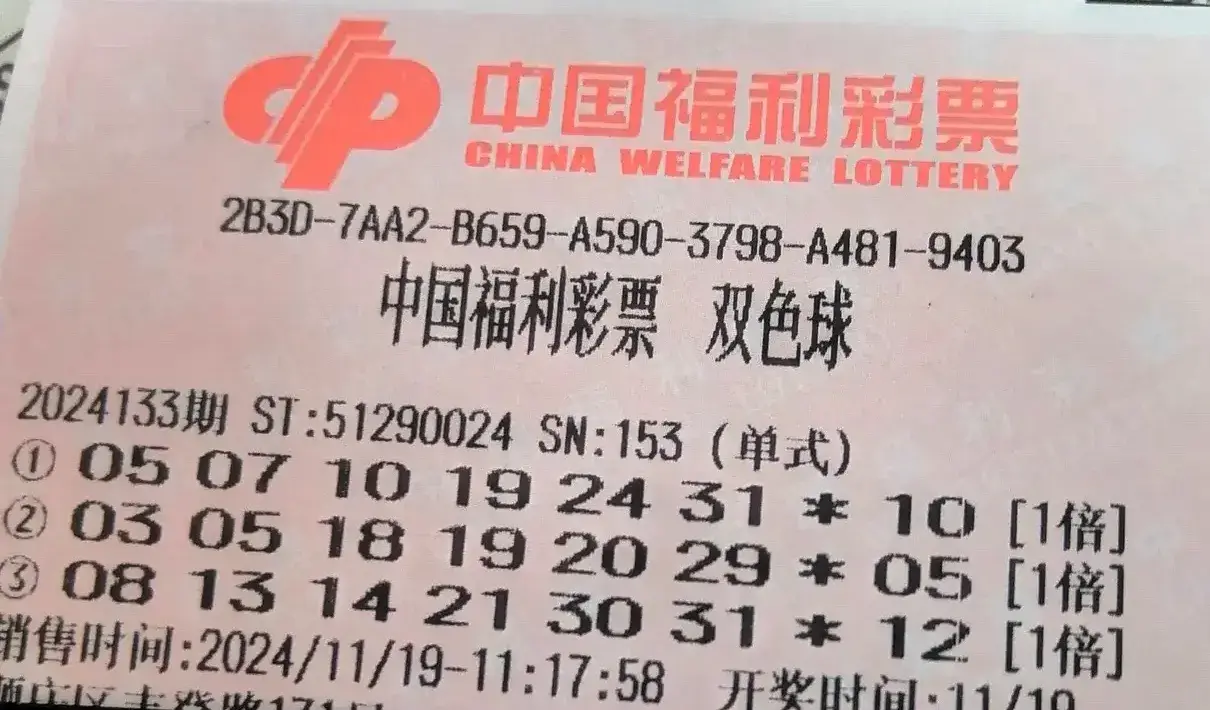 中国福利彩票
CHINA WELFARE LOTTERY
2B3D-7AA2-B659-A590-3798-A481-9403
中国福利彩票 双色球
2024133期 ST:51290024 SN:153 (单式)
① 05 07 10 19 24 31 * 10 [1倍]
② 03 05 18 19 20 29 * 05 [1倍]
③ 08 13 14 21 30 31 * 12 [1倍]
销售时间:2024/11/19-11:17:58 开奖时间:11/19